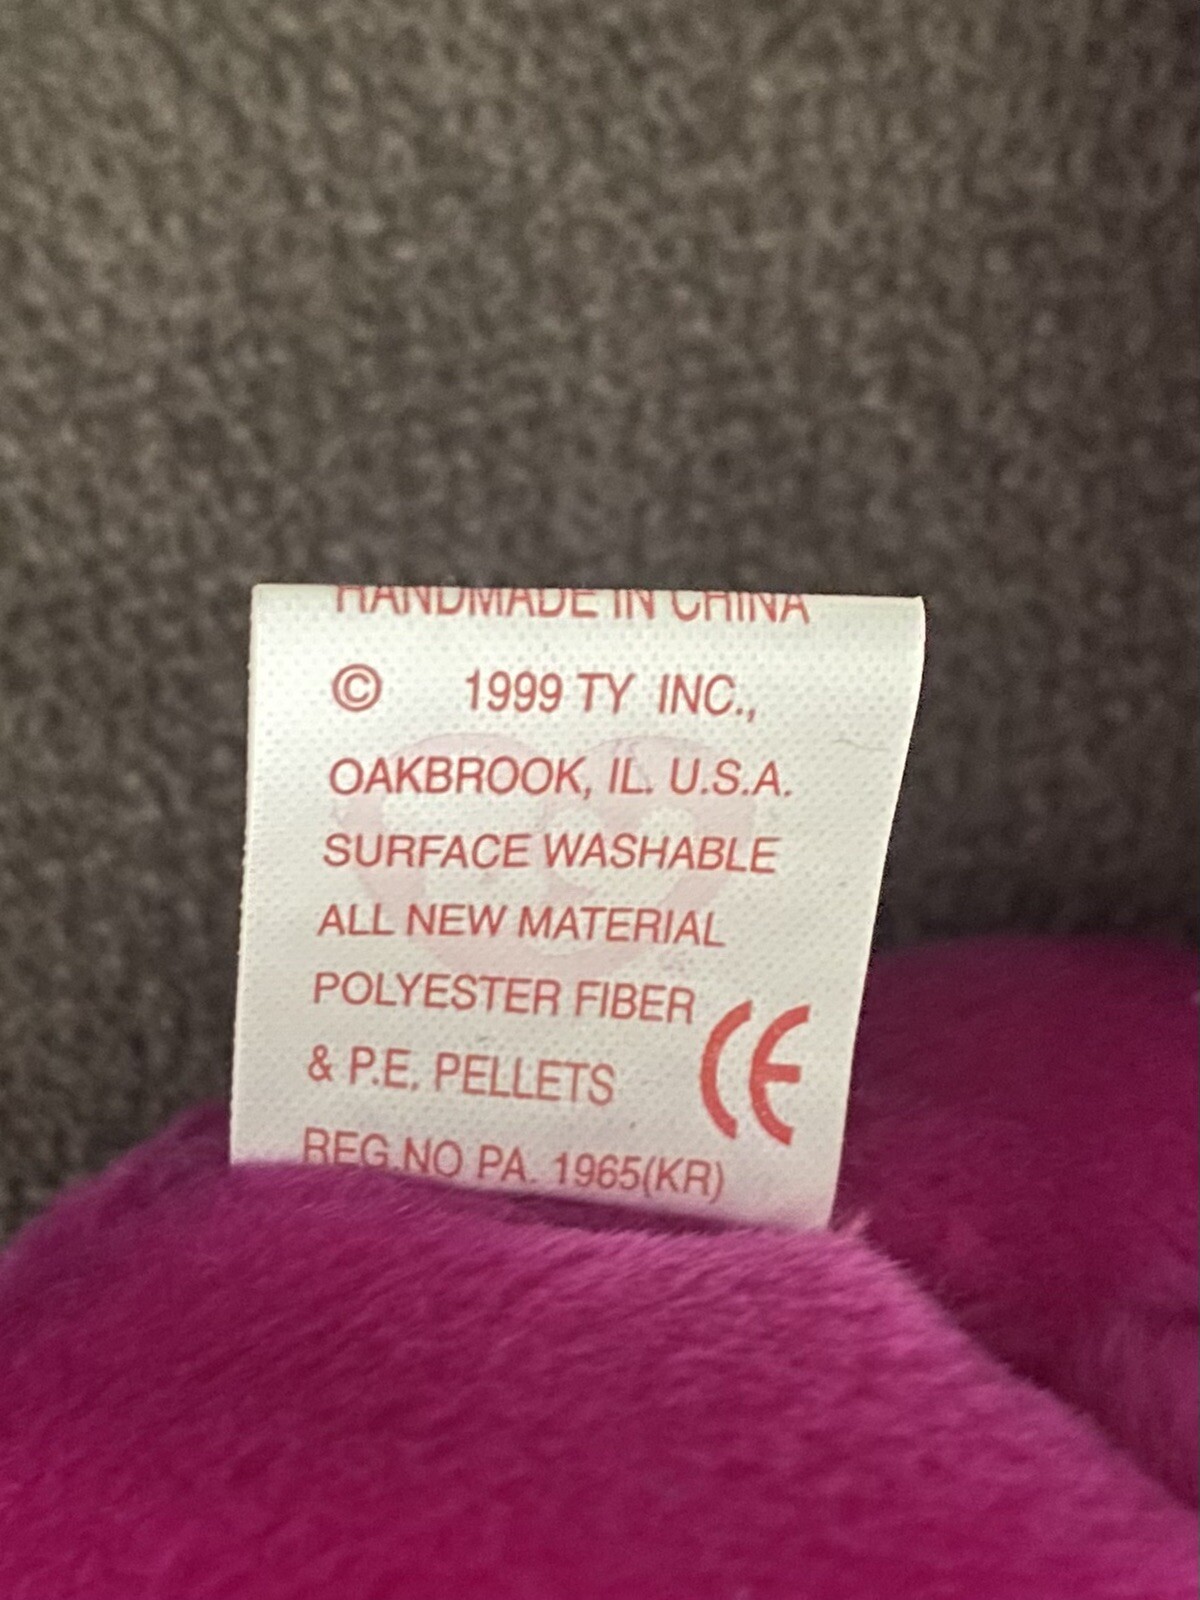 HANDMADE IN CHINA
© 1999 TY INC.,
OAKBROOK, IL. U.S.A.
SURFACE WASHABLE
ALL NEW MATERIAL
POLYESTER FIBER
& P.E. PELLETS
CE
REG.NO PA. 1965(KR)